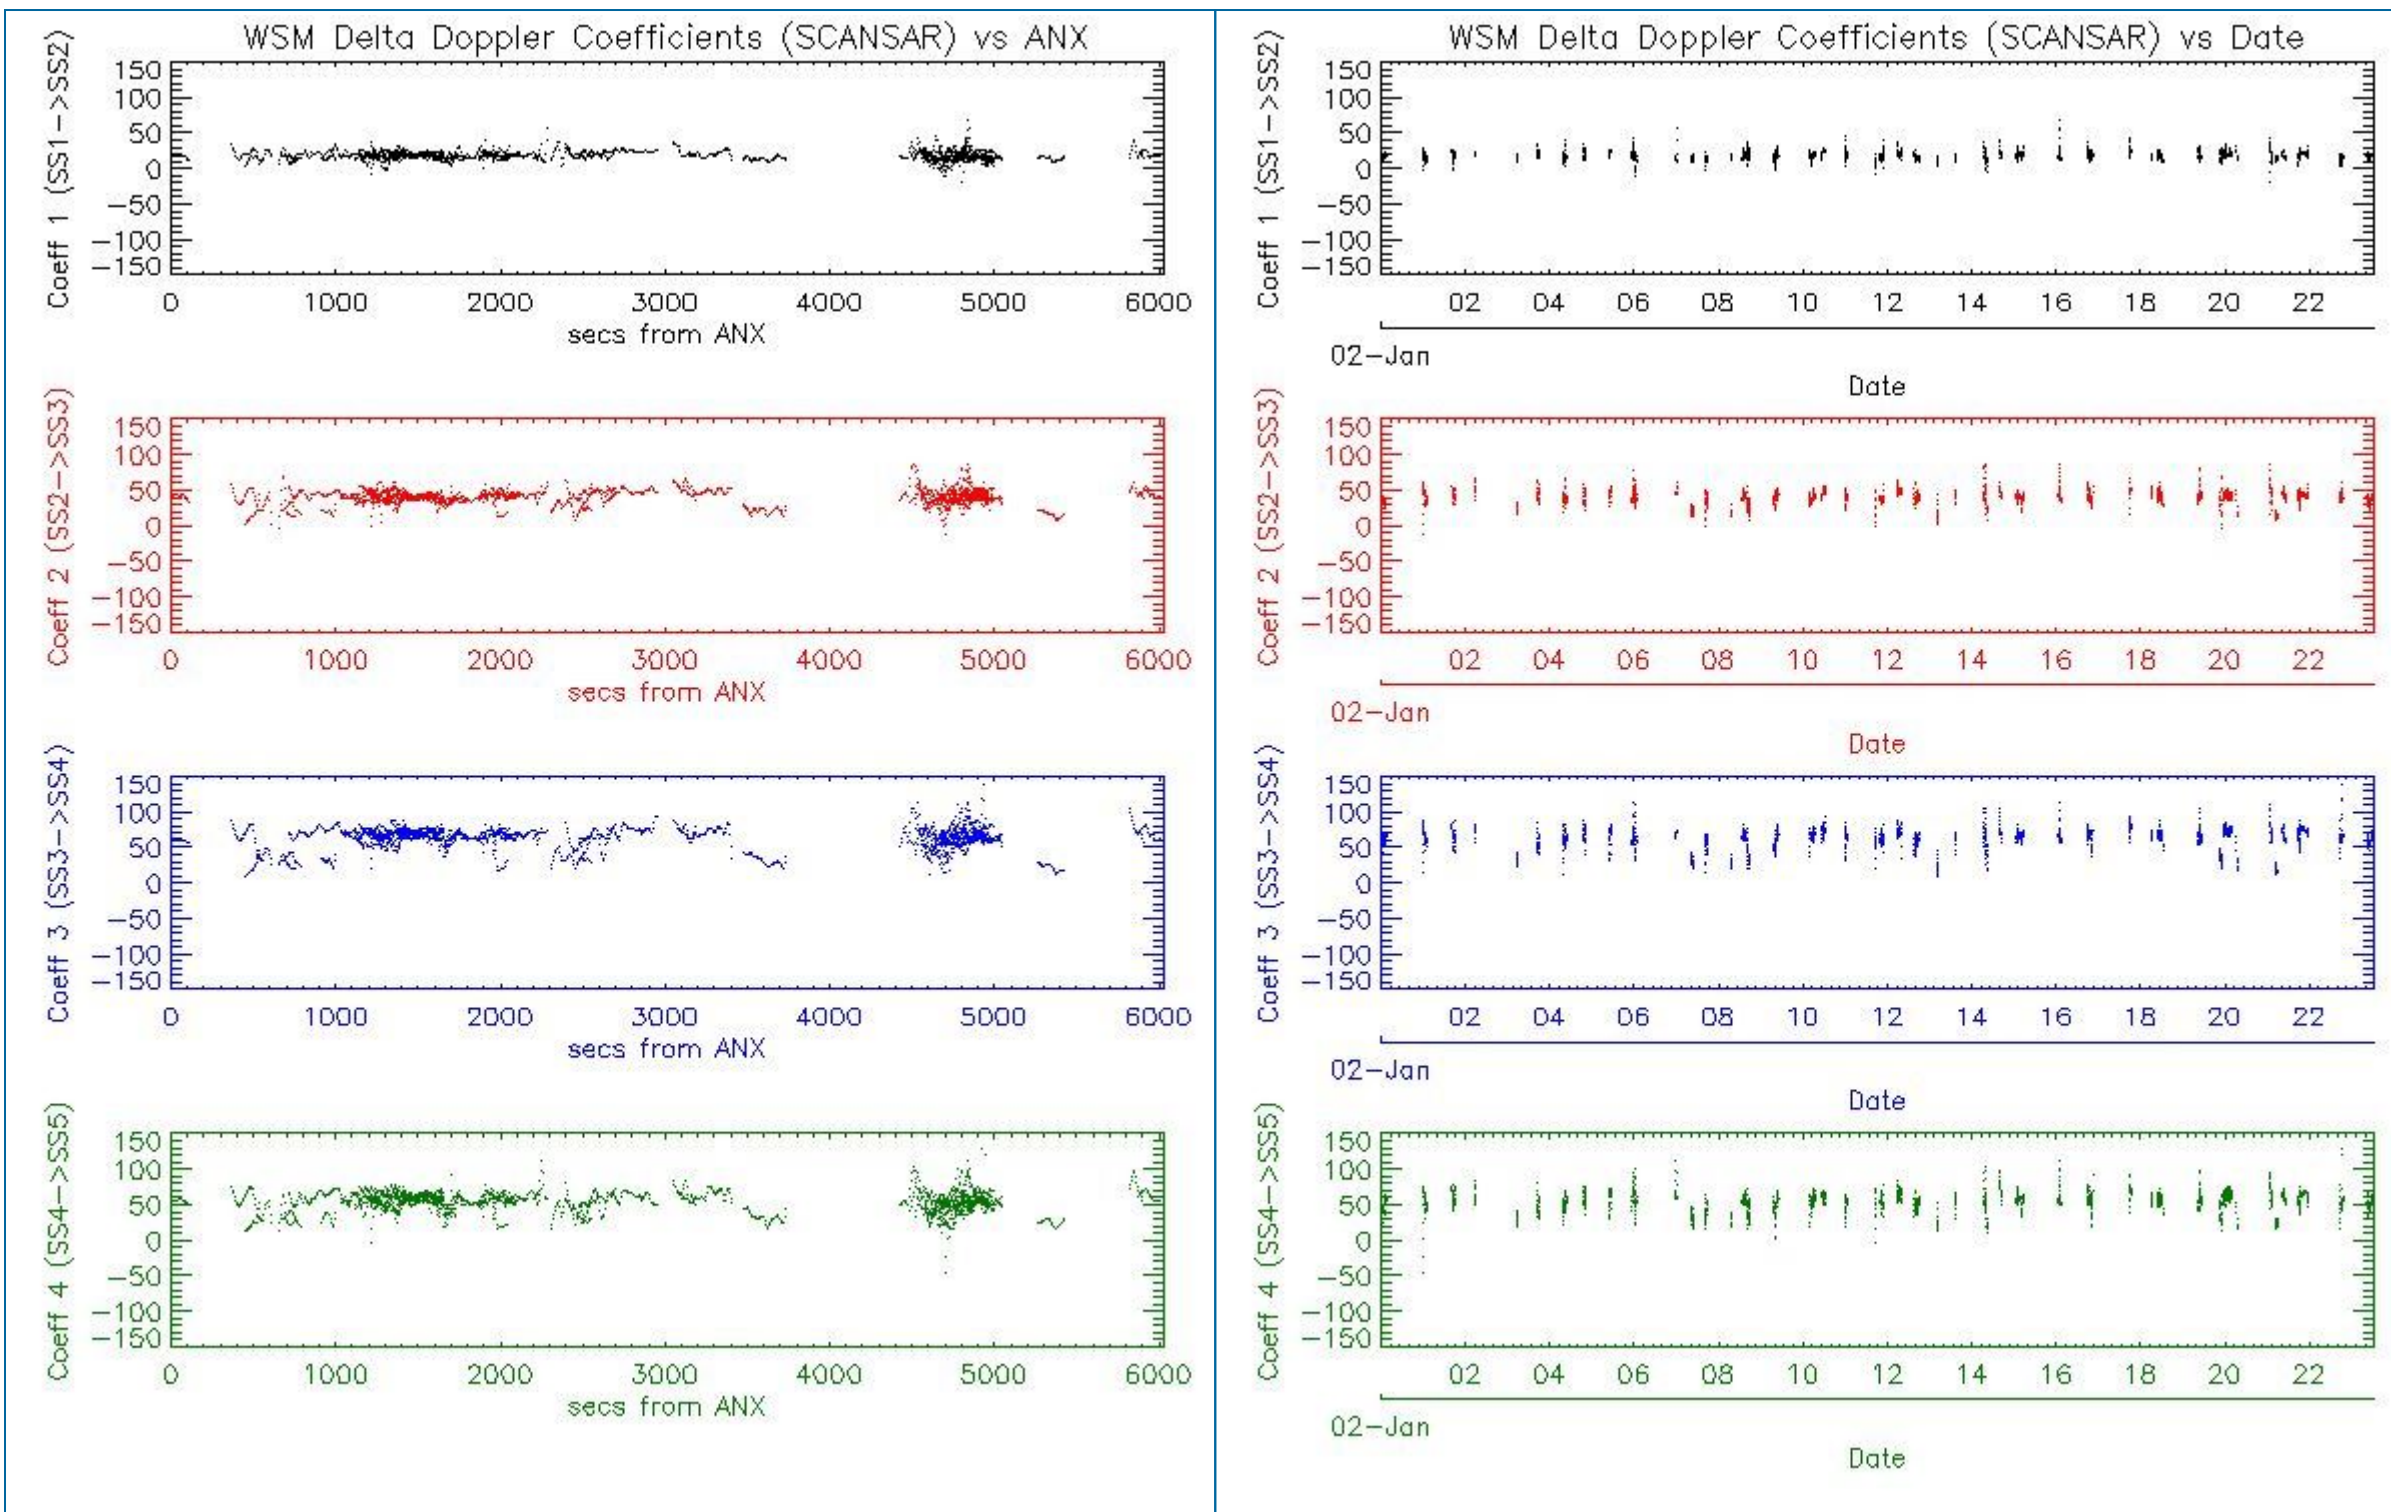 WSM Delta Doppler Coefficients (SCANSAR) vs ANX
Coeff 1 (SS1->SS2)
150
100
50
0
-50
-100
-150
0 1000 2000 3000 4000 5000 6000
secs from ANX
Coeff 2 (SS2->SS3)
150
100
50
0
-50
-100
-150
0 1000 2000 3000 4000 5000 6000
secs from ANX
Coeff 3 (SS3->SS4)
150
100
50
0
-50
-100
-150
0 1000 2000 3000 4000 5000 6000
secs from ANX
Coeff 4 (SS4->SS5)
150
100
50
0
-50
-100
-150
0 1000 2000 3000 4000 5000 6000
secs from ANX
WSM Delta Doppler Coefficients (SCANSAR) vs Date
Coeff 1 (SS1->SS2)
150
100
50
0
-50
-100
-150
02 04 06 08 10 12 14 16 18 20 22
02-Jan
Date
Coeff 2 (SS2->SS3)
150
100
50
0
-50
-100
-150
02 04 06 08 10 12 14 16 18 20 22
02-Jan
Date
Coeff 3 (SS3->SS4)
150
100
50
0
-50
-100
-150
02 04 06 08 10 12 14 16 18 20 22
02-Jan
Date
Coeff 4 (SS4->SS5)
150
100
50
0
-50
-100
-150
02 04 06 08 10 12 14 16 18 20 22
02-Jan
Date